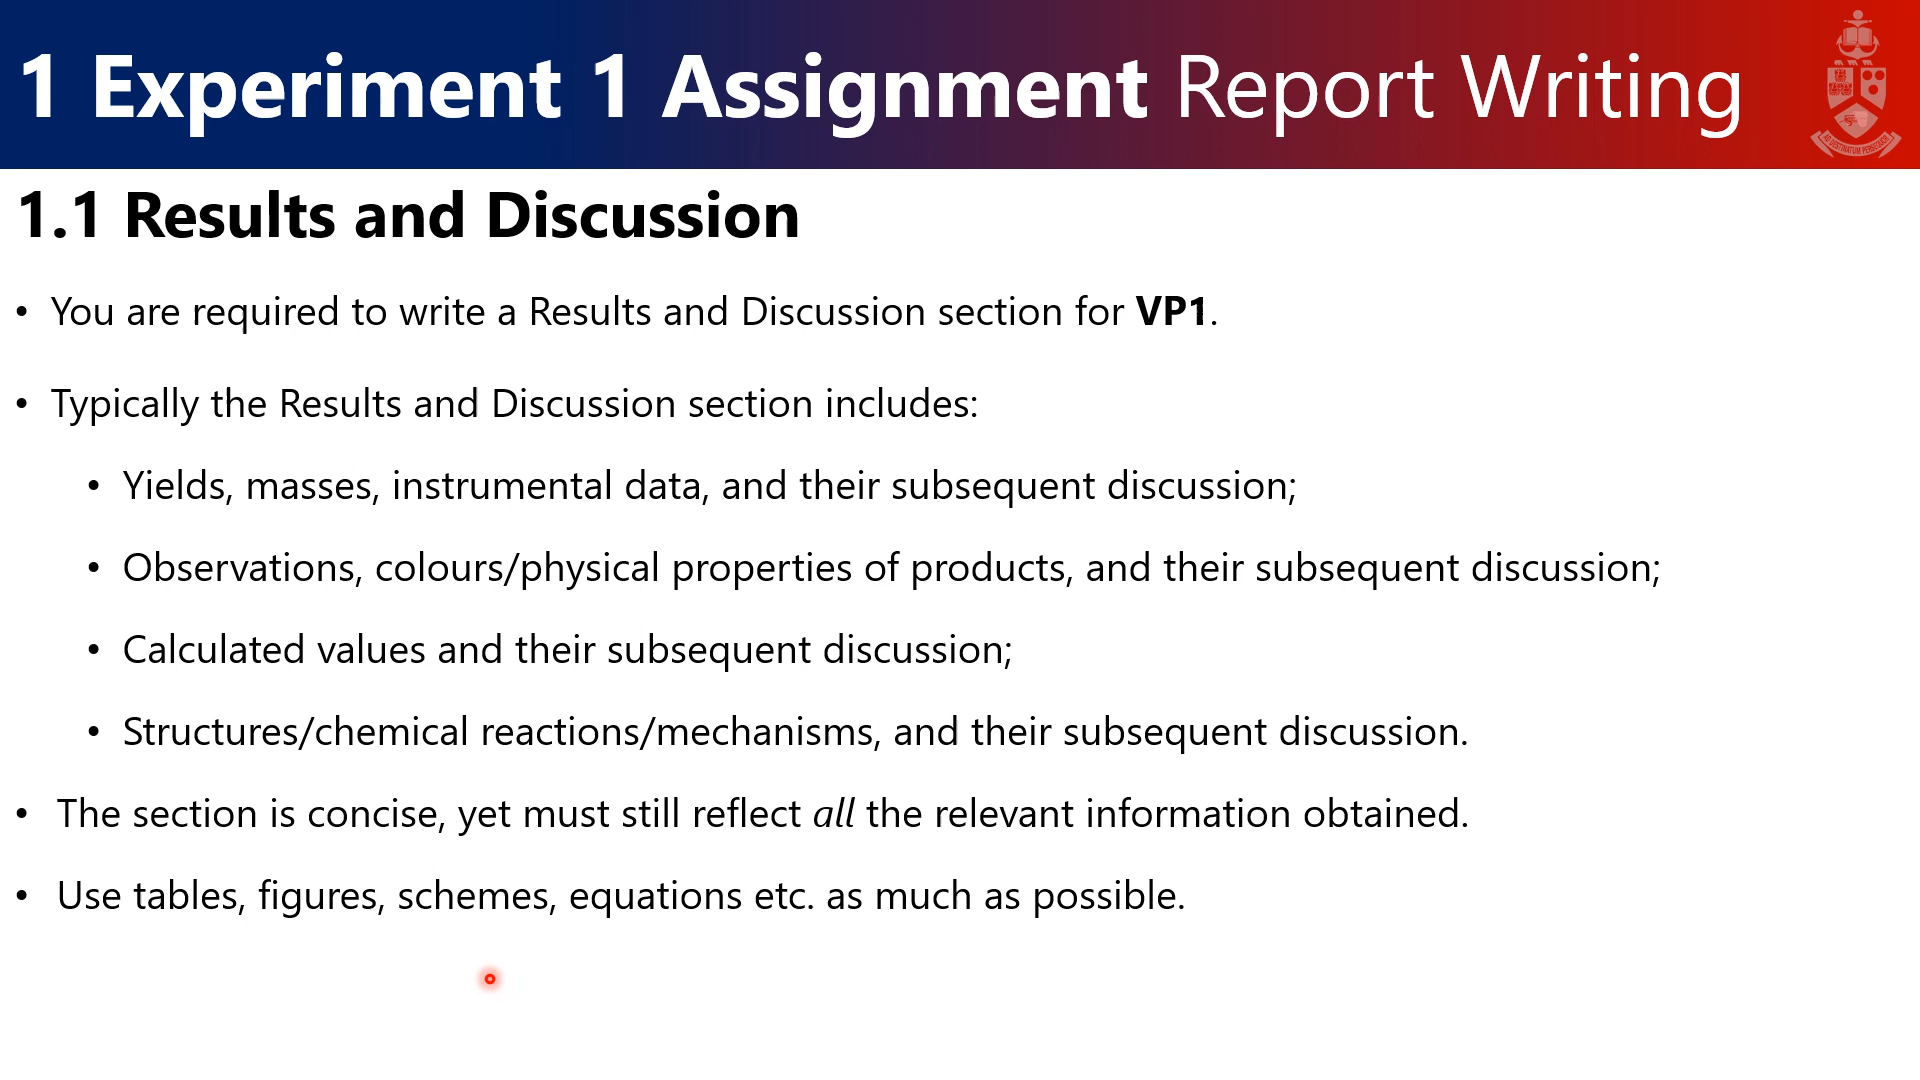 1 Experiment 1 Assignment Report Writing
1.1 Results and Discussion
• You are required to write a Results and Discussion section for VP1.
• Typically the Results and Discussion section includes:
• Yields, masses, instrumental data, and their subsequent discussion;
• Observations, colours/physical properties of products, and their subsequent discussion;
• Calculated values and their subsequent discussion;
• Structures/chemical reactions/mechanisms, and their subsequent discussion.
• The section is concise, yet must still reflect all the relevant information obtained.
• Use tables, figures, schemes, equations etc. as much as possible.
AD DESTINATUM PERSEQUOR